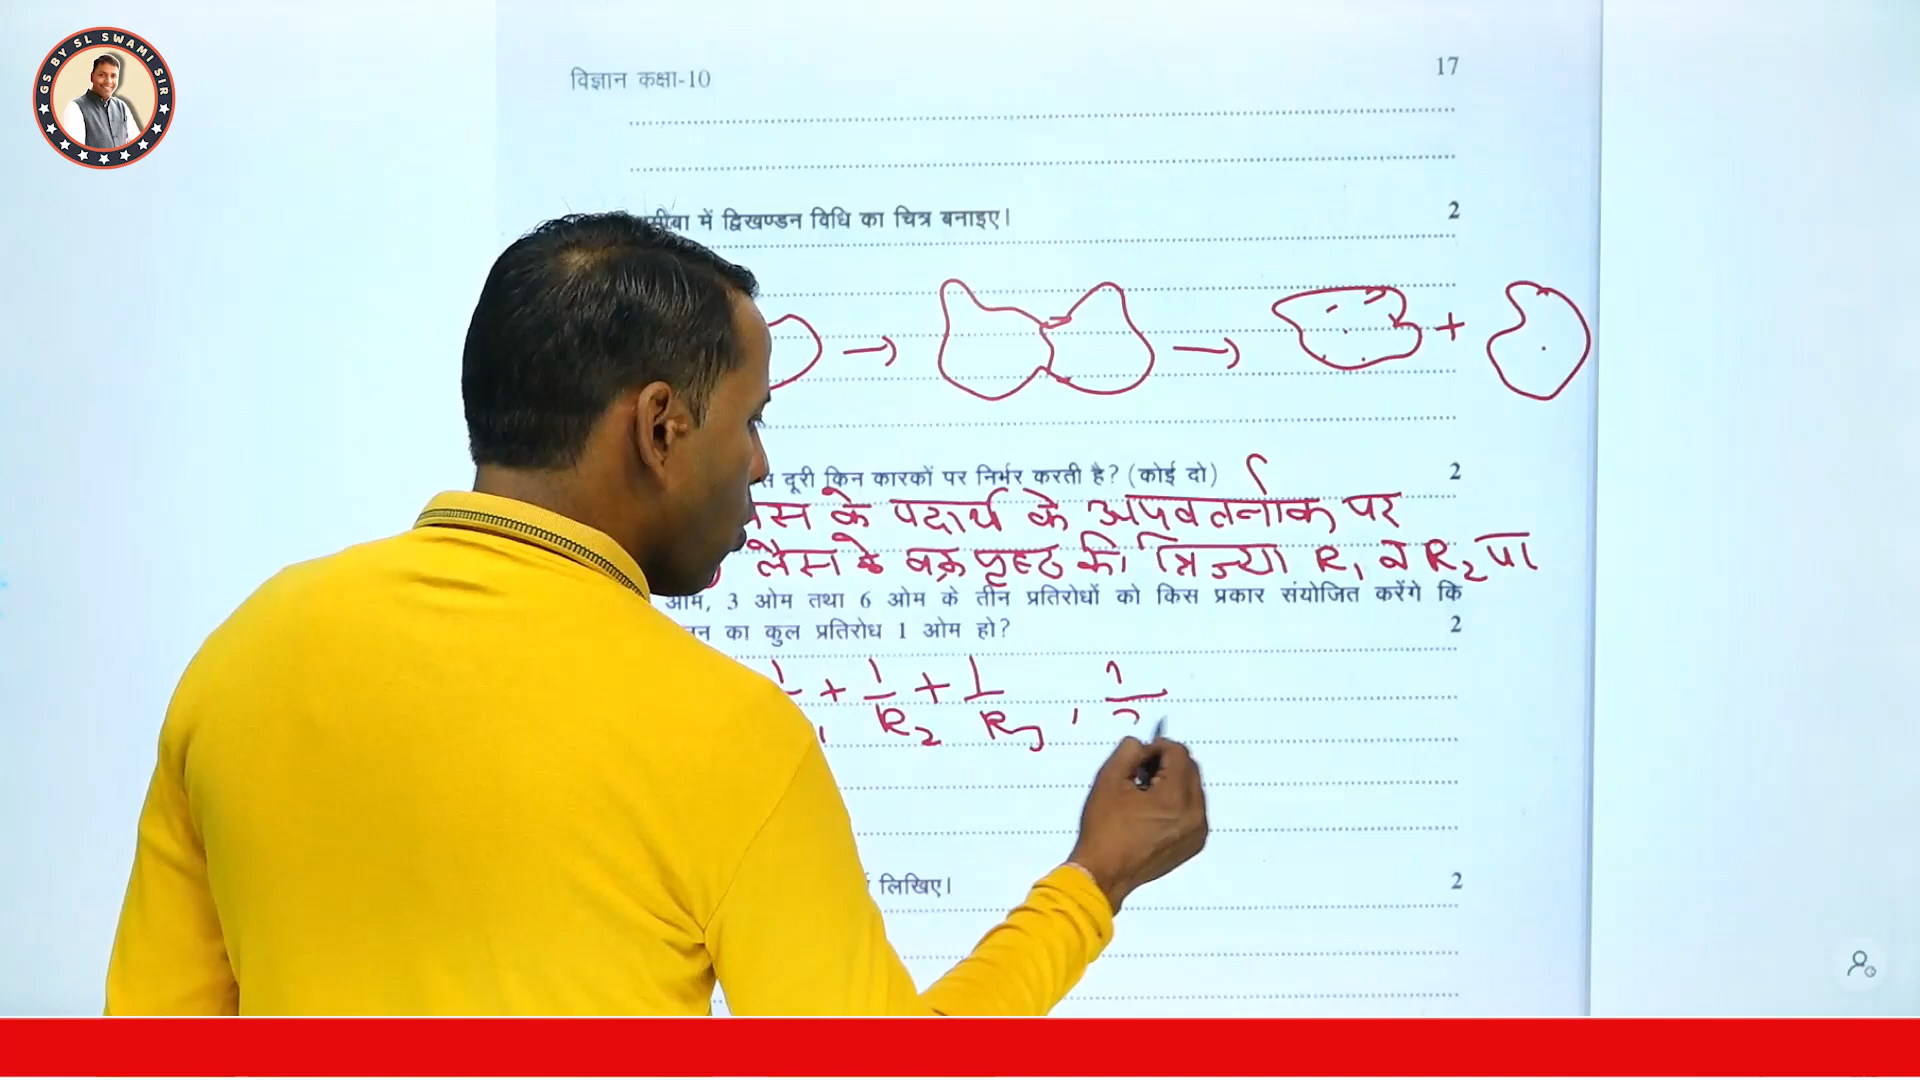 GS BY SL SWAMI SIR
विज्ञान कक्षा-10
17
में द्विखण्डन विधि का चित्र बनाइए।
2
+
दूरी किन कारकों पर निर्भर करती है? (कोई दो)
2
के पदार्थ के अपवर्तनांक पर
लैंस के वक्र पृष्ठ की त्रिज्या R₁ व R₂ पा
ओम, 3 ओम तथा 6 ओम के तीन प्रतिरोधों को किस प्रकार संयोजित करेंगे कि
का कुल प्रतिरोध 1 ओम हो?
2
+ 1/R₂ + 1/R₃ ,
लिखिए।
2